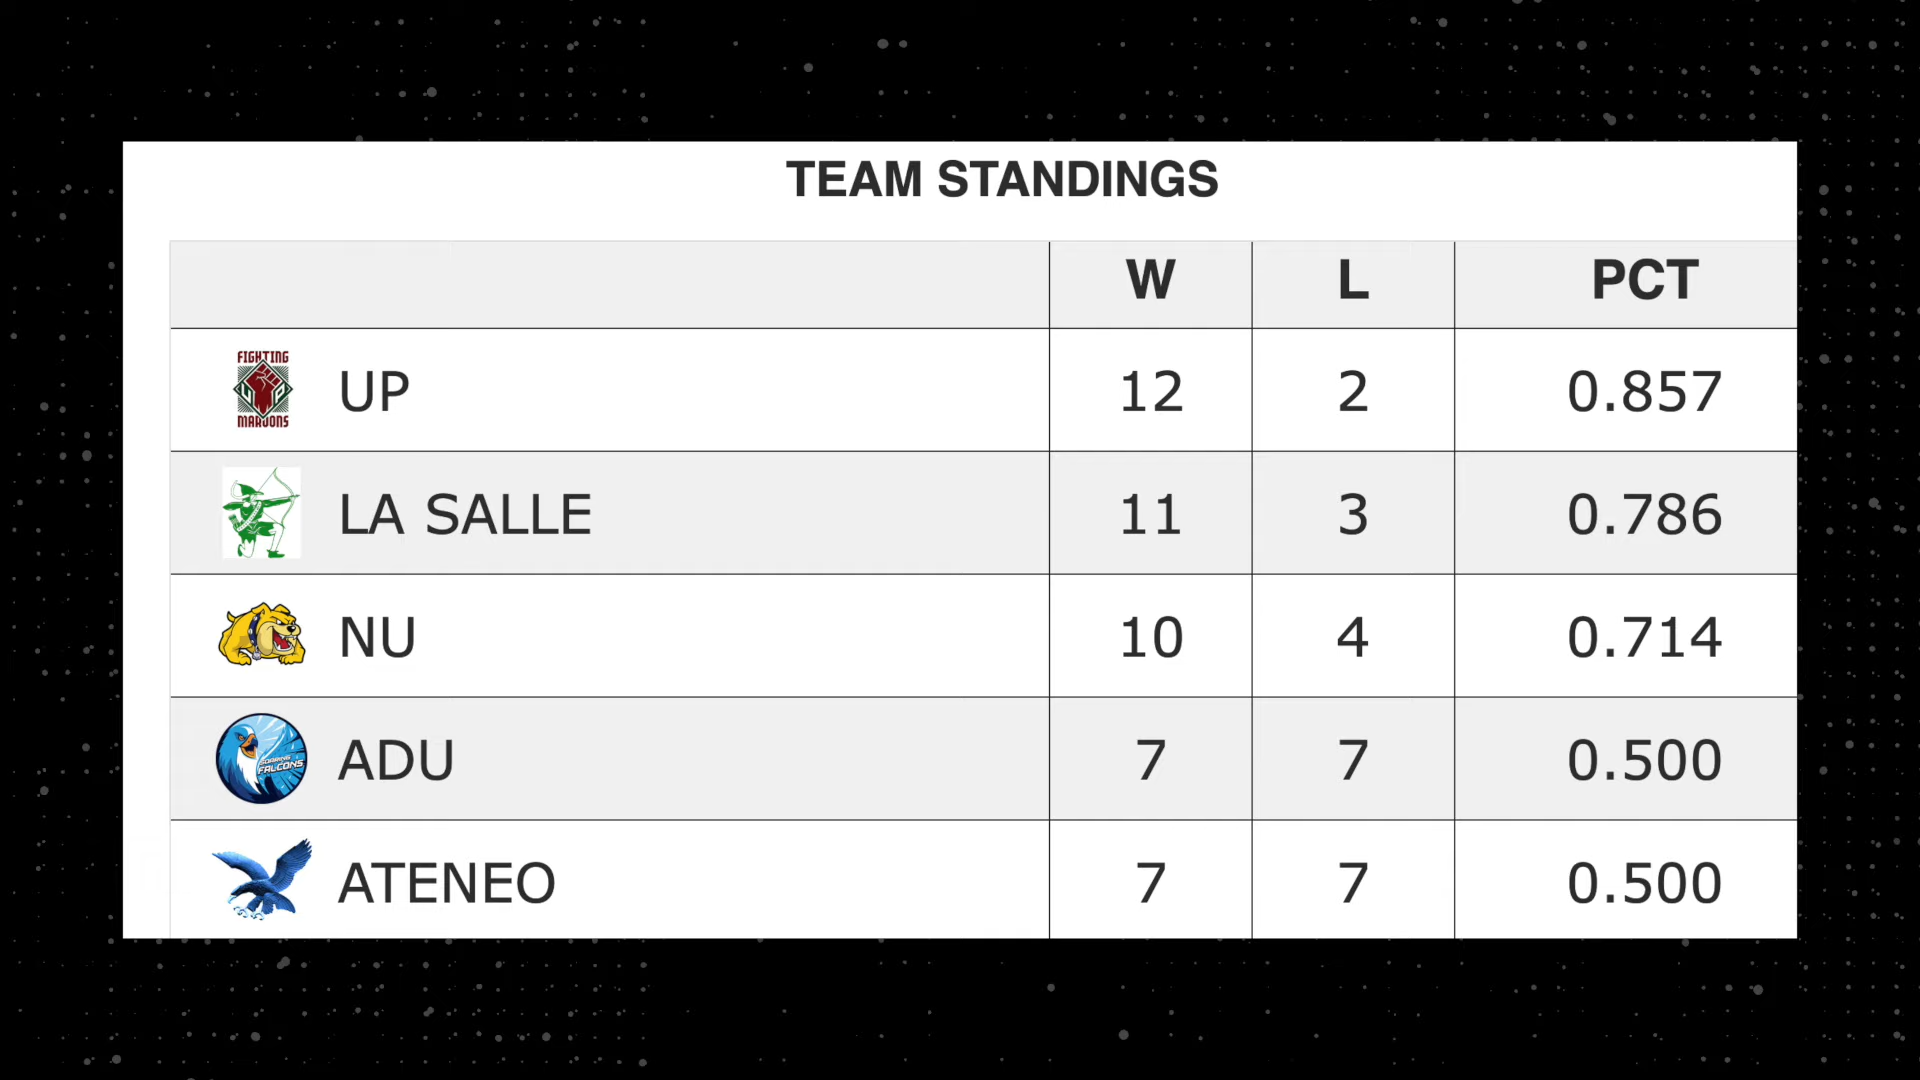 TEAM STANDINGS
W L PCT
FIGHTING
MAROONS
UP 12 2 0.857
LA SALLE 11 3 0.786
NU 10 4 0.714
SOARING
FALCONS
ADU 7 7 0.500
ATENEO 7 7 0.500